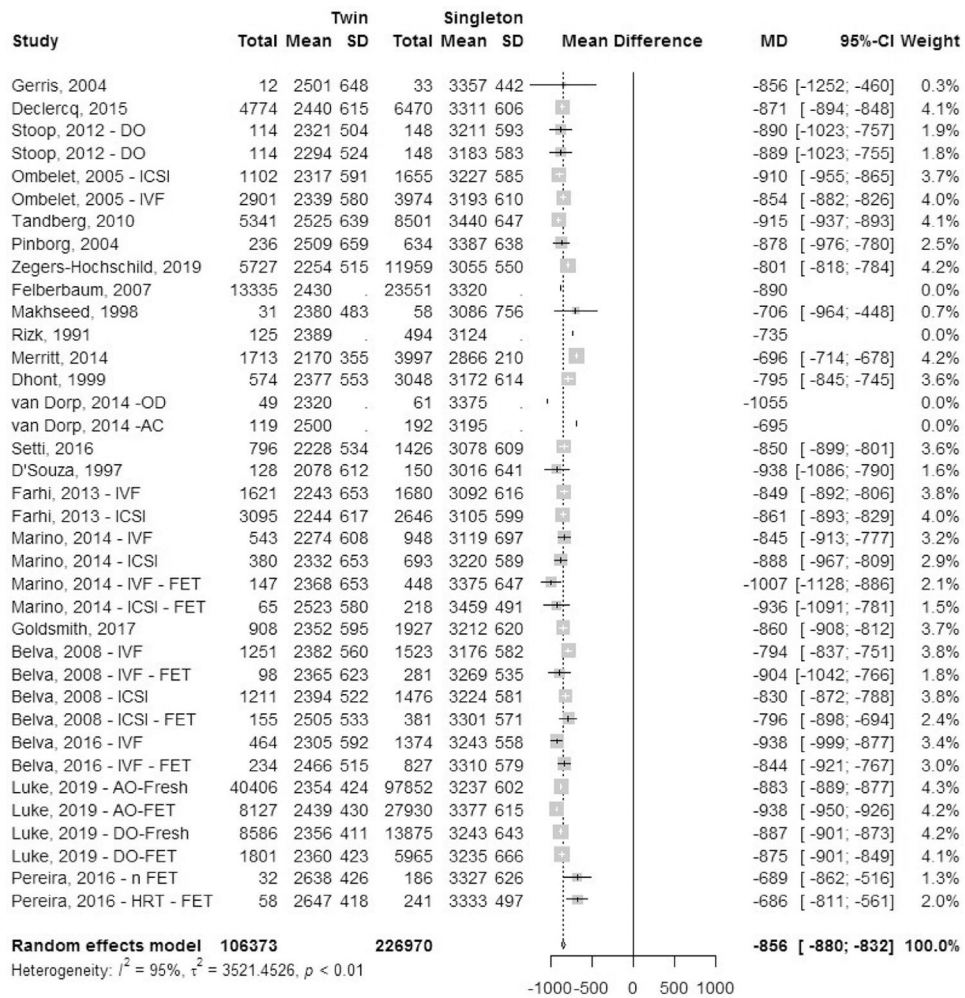 Twin Singleton
Study Total Mean SD Total Mean SD Mean Difference MD 95%-CI Weight
Gerris, 2004 12 2501 648 33 3357 442 -856 [-1252; -460] 0.3%
Declercq, 2015 4774 2440 615 6470 3311 606 -871 [-894; -848] 4.1%
Stoop, 2012 - DO 114 2321 504 148 3211 593 -890 [-1023; -757] 1.9%
Stoop, 2012 - DO 114 2294 524 148 3183 583 -889 [-1023; -755] 1.8%
Ombelet, 2005 - ICSI 1102 2317 591 1655 3227 585 -910 [ -955; -865] 3.7%
Ombelet, 2005 - IVF 2901 2339 580 3974 3193 610 -854 [ -882; -826] 4.0%
Tandberg, 2010 5341 2525 639 8501 3440 647 -915 [ -937; -893] 4.1%
Pinborg, 2004 236 2509 659 634 3387 638 -878 [ -976; -780] 2.5%
Zegers-Hochschild, 2019 5727 2254 515 11959 3055 550 -801 [ -818; -784] 4.2%
Felberbaum, 2007 13335 2430 . 23551 3320 . -890 0.0%
Makhseed, 1998 31 2380 483 58 3086 756 -706 [ -964; -448] 0.7%
Rizk, 1991 125 2389 . 494 3124 . -735 0.0%
Merritt, 2014 1713 2170 355 3997 2866 210 -696 [ -714; -678] 4.2%
Dhont, 1999 574 2377 553 3048 3172 614 -795 [ -845; -745] 3.6%
van Dorp, 2014 -OD 49 2320 . 61 3375 . -1055 0.0%
van Dorp, 2014 -AC 119 2500 . 192 3195 . -695 0.0%
Setti, 2016 796 2228 534 1426 3078 609 -850 [ -899; -801] 3.6%
D'Souza, 1997 128 2078 612 150 3016 641 -938 [-1086; -790] 1.6%
Farhi, 2013 - IVF 1621 2243 653 1680 3092 616 -849 [ -892; -806] 3.8%
Farhi, 2013 - ICSI 3095 2244 617 2646 3105 599 -861 [ -893; -829] 4.0%
Marino, 2014 - IVF 543 2274 608 948 3119 697 -845 [ -913; -777] 3.2%
Marino, 2014 - ICSI 380 2332 653 693 3220 589 -888 [ -967; -809] 2.9%
Marino, 2014 - IVF - FET 147 2368 653 448 3375 647 -1007 [-1128; -886] 2.1%
Marino, 2014 - ICSI - FET 65 2523 580 218 3459 491 -936 [-1091; -781] 1.5%
Goldsmith, 2017 908 2352 595 1927 3212 620 -860 [ -908; -812] 3.7%
Belva, 2008 - IVF 1251 2382 560 1523 3176 582 -794 [ -837; -751] 3.8%
Belva, 2008 - IVF - FET 98 2365 623 281 3269 535 -904 [-1042; -766] 1.7%
Belva, 2008 - ICSI 1211 2394 522 1476 3224 581 -830 [ -872; -788] 3.8%
Belva, 2008 - ICSI - FET 155 2505 533 381 3301 571 -796 [ -898; -694] 2.4%
Belva, 2016 - IVF 464 2305 592 1374 3243 558 -938 [ -999; -877] 3.4%
Belva, 2016 - IVF - FET 234 2466 515 827 3310 579 -844 [ -921; -767] 3.0%
Luke, 2019 - AO-Fresh 40406 2354 424 97852 3237 602 -883 [ -889; -877] 4.2%
Luke, 2019 - AO-FET 8127 2439 430 27930 3377 615 -938 [ -950; -926] 4.2%
Luke, 2019 - DO-Fresh 8586 2356 411 13875 3243 643 -887 [ -901; -873] 4.2%
Luke, 2019 - DO-FET 1801 2360 423 5965 3235 666 -875 [ -901; -849] 4.1%
Pereira, 2016 - n FET 32 2638 426 186 3327 626 -689 [ -862; -516] 1.3%
Pereira, 2016 - HRT - FET 58 2647 418 241 3333 497 -686 [ -811; -561] 2.0%
Random effects model 106373 226970 -856 [ -880; -832] 100.0%
Heterogeneity: I² = 95%, τ² = 3521.4526, p < 0.01
-1000 -500 0 500 1000